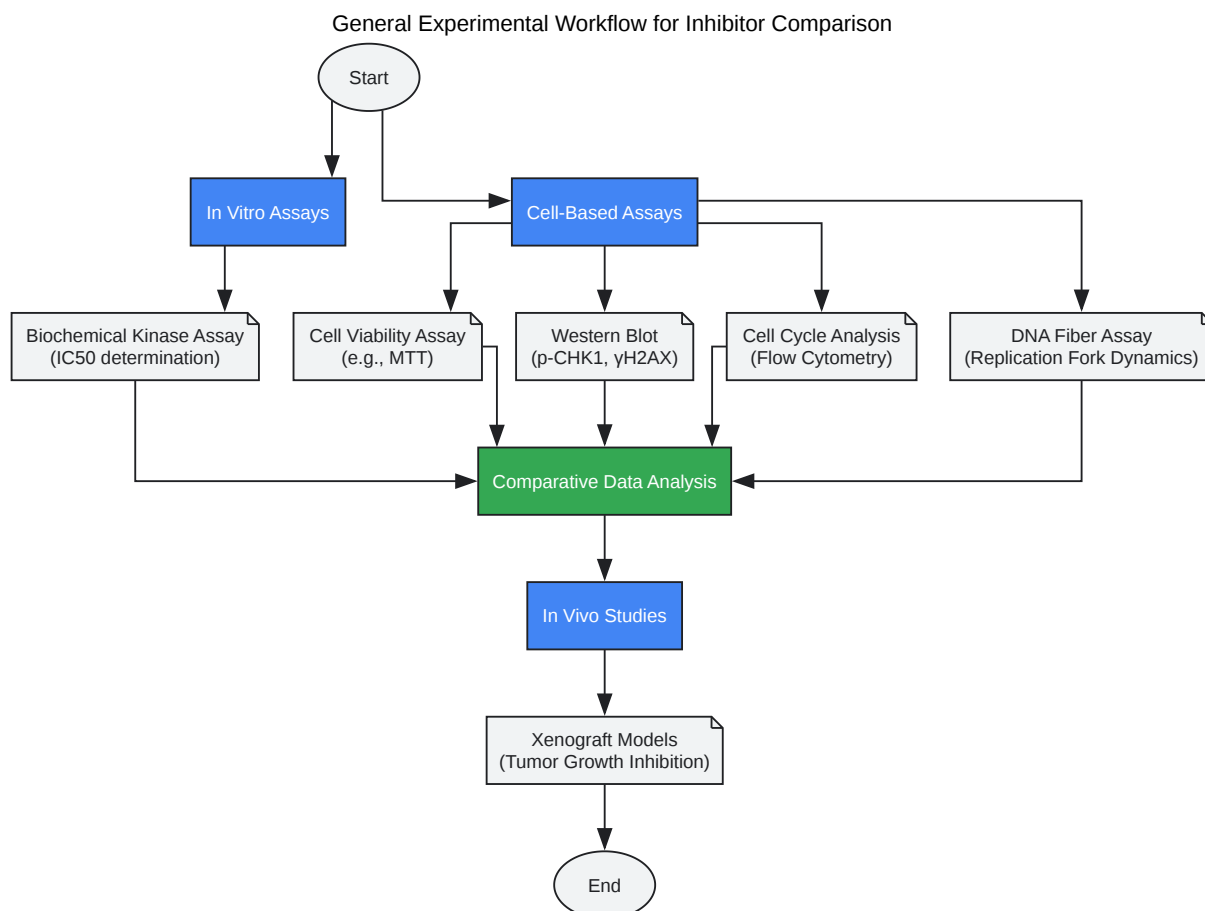 General Experimental Workflow for Inhibitor Comparison
Start
In Vitro Assays
Cell-Based Assays
Biochemical Kinase Assay
(IC50 determination)
Cell Viability Assay
(e.g., MTT)
Western Blot
(p-CHK1, γH2AX)
Cell Cycle Analysis
(Flow Cytometry)
DNA Fiber Assay
(Replication Fork Dynamics)
Comparative Data Analysis
In Vivo Studies
Xenograft Models
(Tumor Growth Inhibition)
End